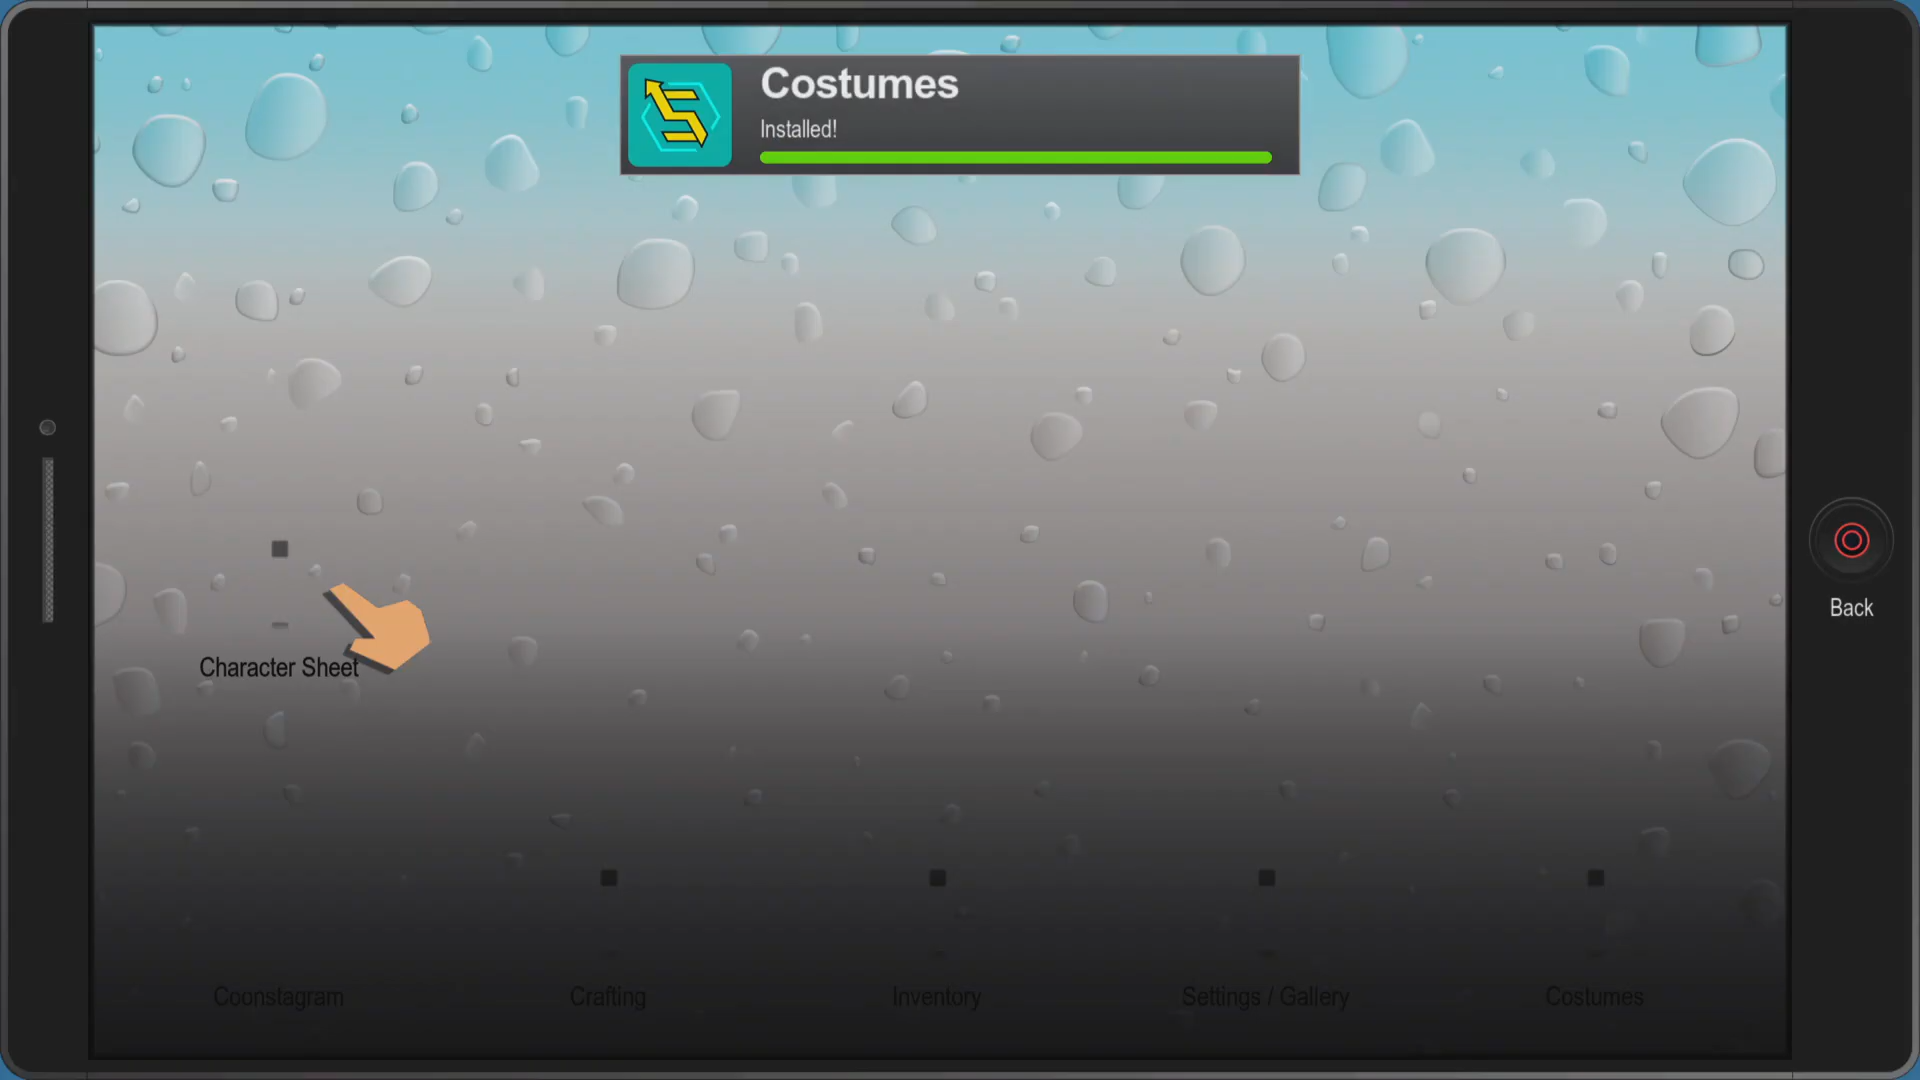 Costumes
Installed!
Back
Character Sheet
Coonstagram
Crafting
Inventory
Settings / Gallery
Costumes